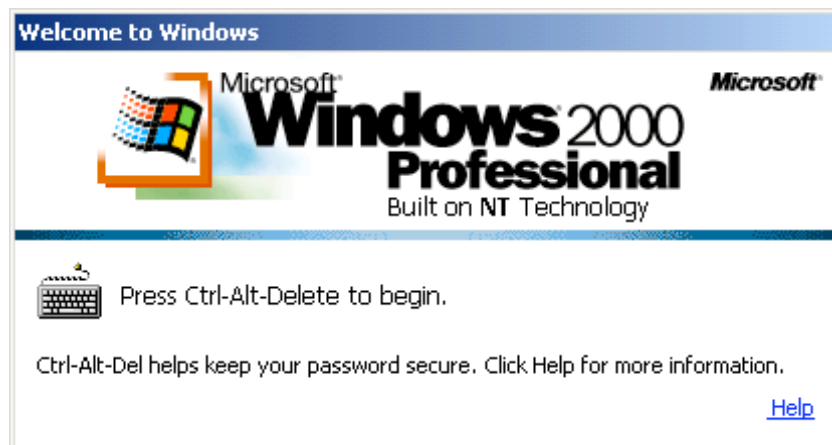 Welcome to Windows
Microsoft Microsoft
Windows 2000
Professional
Built on NT Technology
Press Ctrl-Alt-Delete to begin.
Ctrl-Alt-Del helps keep your password secure. Click Help for more information.
Help